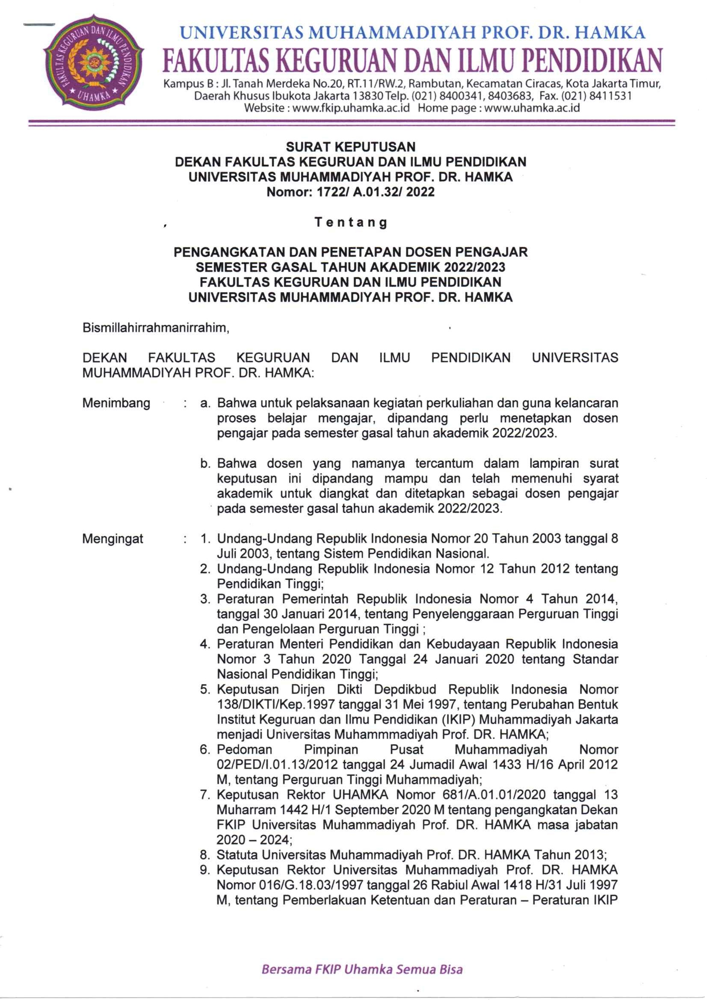 FAKULTAS KEGURUAN DAN ILMU PENDIDIKAN
★ UHAMKA ★
UNIVERSITAS MUHAMMADIYAH PROF. DR. HAMKA
FAKULTAS KEGURUAN DAN ILMU PENDIDIKAN
Kampus B : Jl. Tanah Merdeka No.20, RT.11/RW.2, Rambutan, Kecamatan Ciracas, Kota Jakarta Timur,
Daerah Khusus Ibukota Jakarta 13830 Telp. (021) 8400341, 8403683, Fax. (021) 8411531
Website : www.fkip.uhamka.ac.id Home page : www.uhamka.ac.id
SURAT KEPUTUSAN
DEKAN FAKULTAS KEGURUAN DAN ILMU PENDIDIKAN
UNIVERSITAS MUHAMMADIYAH PROF. DR. HAMKA
Nomor: 1722/ A.01.32/ 2022
T e n t a n g
PENGANGKATAN DAN PENETAPAN DOSEN PENGAJAR
SEMESTER GASAL TAHUN AKADEMIK 2022/2023
FAKULTAS KEGURUAN DAN ILMU PENDIDIKAN
UNIVERSITAS MUHAMMADIYAH PROF. DR. HAMKA
Bismillahirrahmanirrahim,
DEKAN FAKULTAS KEGURUAN DAN ILMU PENDIDIKAN UNIVERSITAS
MUHAMMADIYAH PROF. DR. HAMKA:
Menimbang : a. Bahwa untuk pelaksanaan kegiatan perkuliahan dan guna kelancaran
proses belajar mengajar, dipandang perlu menetapkan dosen
pengajar pada semester gasal tahun akademik 2022/2023.
b. Bahwa dosen yang namanya tercantum dalam lampiran surat
keputusan ini dipandang mampu dan telah memenuhi syarat
akademik untuk diangkat dan ditetapkan sebagai dosen pengajar
pada semester gasal tahun akademik 2022/2023.
Mengingat : 1. Undang-Undang Republik Indonesia Nomor 20 Tahun 2003 tanggal 8
Juli 2003, tentang Sistem Pendidikan Nasional.
2. Undang-Undang Republik Indonesia Nomor 12 Tahun 2012 tentang
Pendidikan Tinggi;
3. Peraturan Pemerintah Republik Indonesia Nomor 4 Tahun 2014,
tanggal 30 Januari 2014, tentang Penyelenggaraan Perguruan Tinggi
dan Pengelolaan Perguruan Tinggi ;
4. Peraturan Menteri Pendidikan dan Kebudayaan Republik Indonesia
Nomor 3 Tahun 2020 Tanggal 24 Januari 2020 tentang Standar
Nasional Pendidikan Tinggi;
5. Keputusan Dirjen Dikti Depdikbud Republik Indonesia Nomor
138/DIKTI/Kep.1997 tanggal 31 Mei 1997, tentang Perubahan Bentuk
Institut Keguruan dan Ilmu Pendidikan (IKIP) Muhammadiyah Jakarta
menjadi Universitas Muhammmadiyah Prof. DR. HAMKA;
6. Pedoman Pimpinan Pusat Muhammadiyah Nomor
02/PED/I.01.13/2012 tanggal 24 Jumadil Awal 1433 H/16 April 2012
M, tentang Perguruan Tinggi Muhammadiyah;
7. Keputusan Rektor UHAMKA Nomor 681/A.01.01/2020 tanggal 13
Muharram 1442 H/1 September 2020 M tentang pengangkatan Dekan
FKIP Universitas Muhammadiyah Prof. DR. HAMKA masa jabatan
2020 – 2024;
8. Statuta Universitas Muhammadiyah Prof. DR. HAMKA Tahun 2013;
9. Keputusan Rektor Universitas Muhammadiyah Prof. DR. HAMKA
Nomor 016/G.18.03/1997 tanggal 26 Rabiul Awal 1418 H/31 Juli 1997
M, tentang Pemberlakuan Ketentuan dan Peraturan – Peraturan IKIP
Bersama FKIP Uhamka Semua Bisa